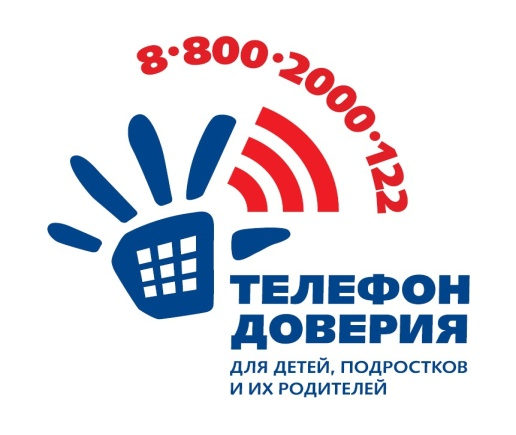 8·800·2000·122
ТЕЛЕФОН
ДОВЕРИЯ
ДЛЯ ДЕТЕЙ, ПОДРОСТКОВ
И ИХ РОДИТЕЛЕЙ